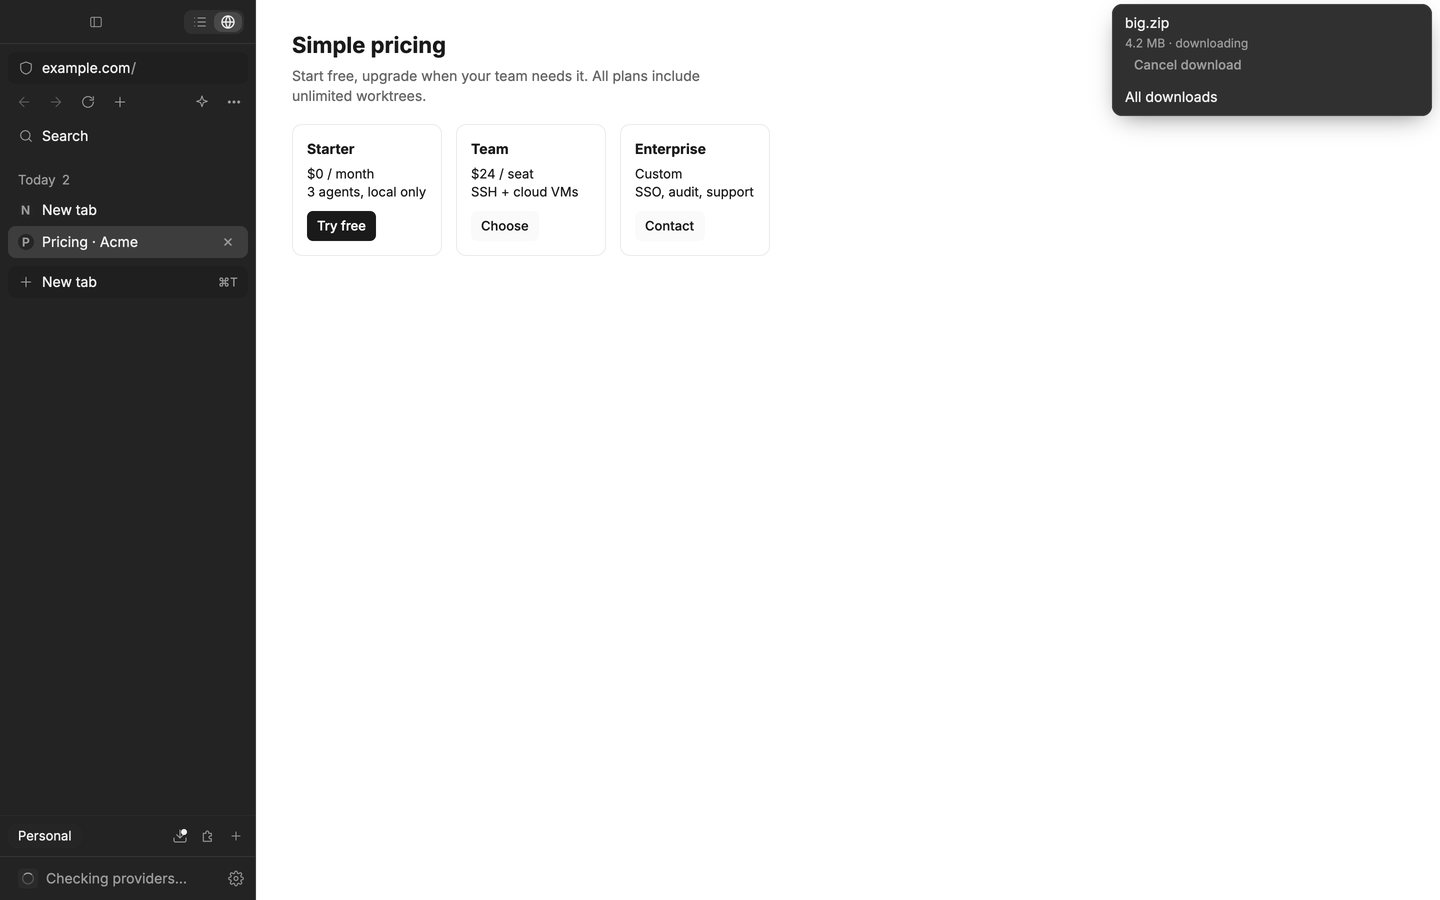 example.com/
Search
Today 2
N New tab
P Pricing · Acme
New tab ⌘T
Personal
Checking providers...
Simple pricing
Start free, upgrade when your team needs it. All plans include
unlimited worktrees.
Starter
$0 / month
3 agents, local only
Try free
Team
$24 / seat
SSH + cloud VMs
Choose
Enterprise
Custom
SSO, audit, support
Contact
big.zip
4.2 MB · downloading
Cancel download
All downloads